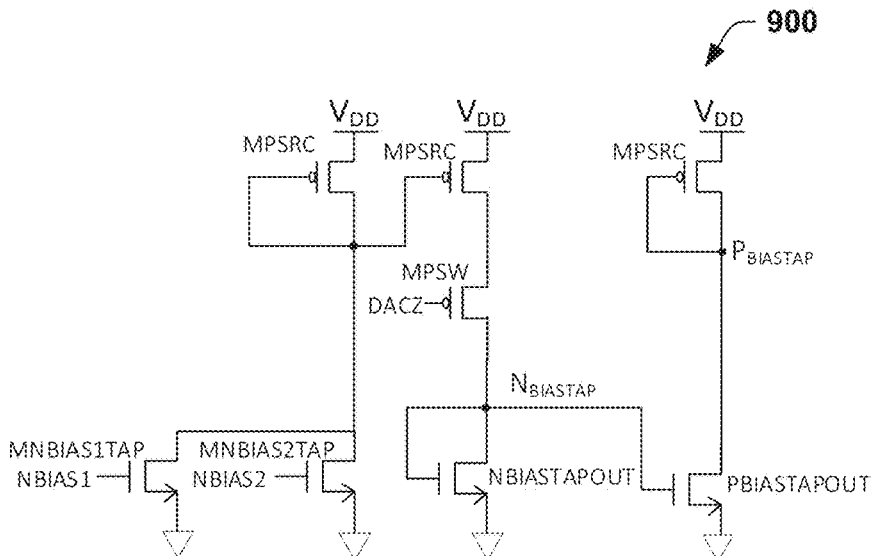 900
VDD VDD VDD
MPSRC MPSRC MPSRC
PBIASTAP
MPSW
DACZ
NBIASTAP
MNBIAS1TAP MNBIAS2TAP
NBIAS1 NBIAS2 NBIASTAPOUT PBIASTAPOUT